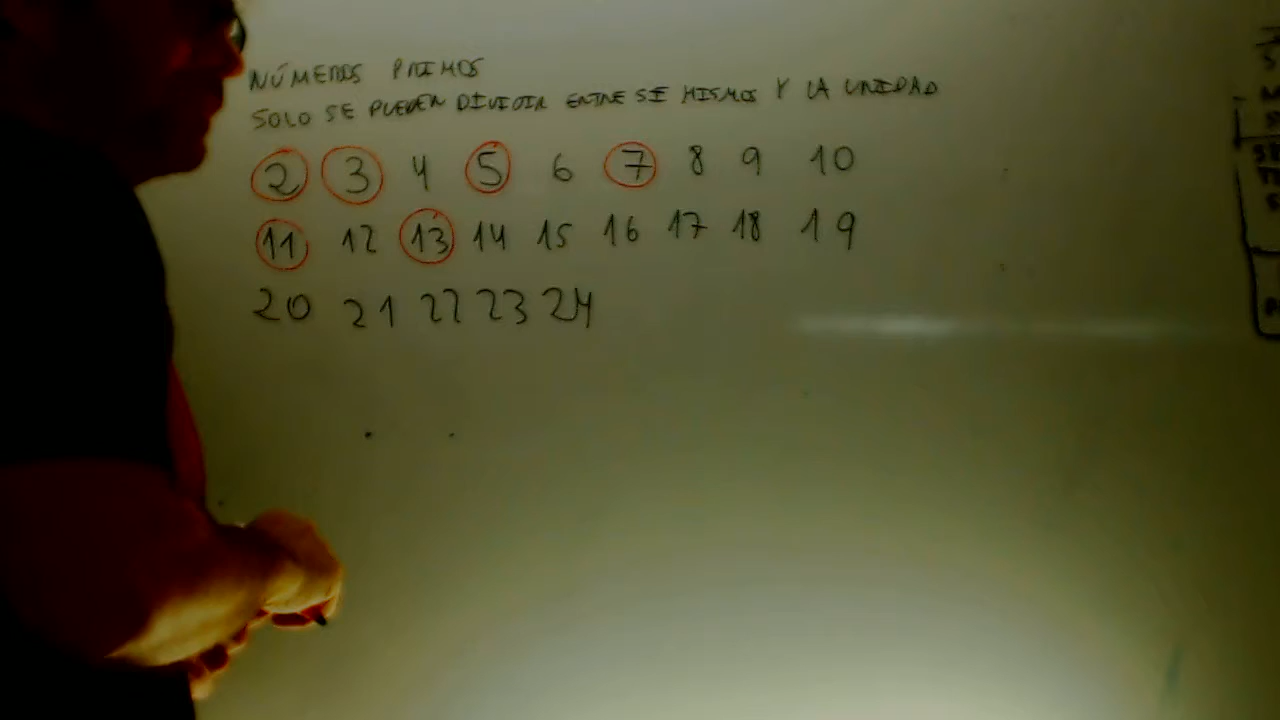 NÚMEROS PRIMOS
SOLO SE PUEDEN DIVIDIR ENTRE SÍ MISMOS Y LA UNIDAD
2 3 4 5 6 7 8 9 10
11 12 13 14 15 16 17 18 19
20 21 22 23 24